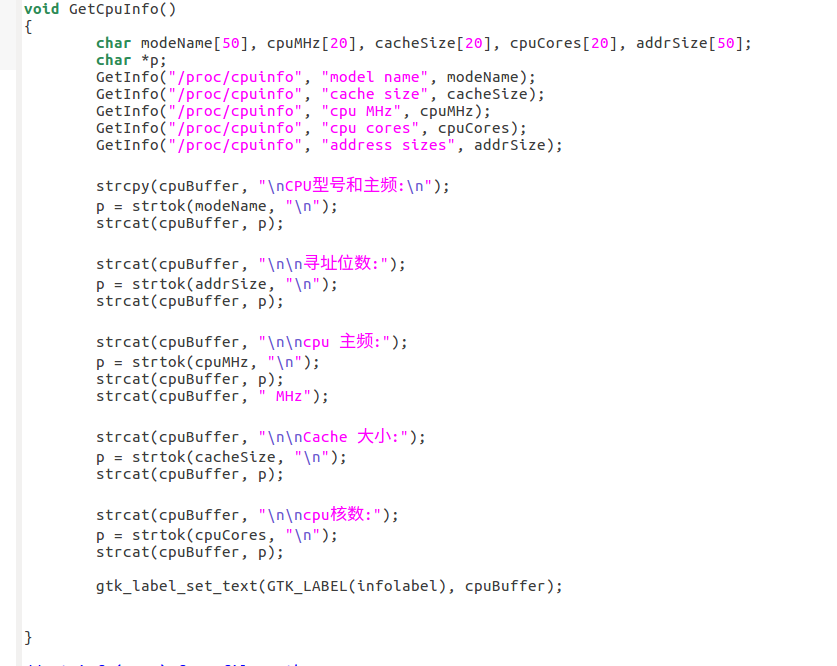 void GetCpuInfo()
{
        char modeName[50], cpuMHz[20], cacheSize[20], cpuCores[20], addrSize[50];
        char *p;
        GetInfo("/proc/cpuinfo", "model name", modeName);
        GetInfo("/proc/cpuinfo", "cache size", cacheSize);
        GetInfo("/proc/cpuinfo", "cpu MHz", cpuMHz);
        GetInfo("/proc/cpuinfo", "cpu cores", cpuCores);
        GetInfo("/proc/cpuinfo", "address sizes", addrSize);

        strcpy(cpuBuffer, "\nCPU型号和主频:\n");
        p = strtok(modeName, "\n");
        strcat(cpuBuffer, p);

        strcat(cpuBuffer, "\n\n寻址位数:");
        p = strtok(addrSize, "\n");
        strcat(cpuBuffer, p);

        strcat(cpuBuffer, "\n\ncpu 主频:");
        p = strtok(cpuMHz, "\n");
        strcat(cpuBuffer, p);
        strcat(cpuBuffer, " MHz");

        strcat(cpuBuffer, "\n\nCache 大小:");
        p = strtok(cacheSize, "\n");
        strcat(cpuBuffer, p);

        strcat(cpuBuffer, "\n\ncpu核数:");
        p = strtok(cpuCores, "\n");
        strcat(cpuBuffer, p);

        gtk_label_set_text(GTK_LABEL(infolabel), cpuBuffer);


}